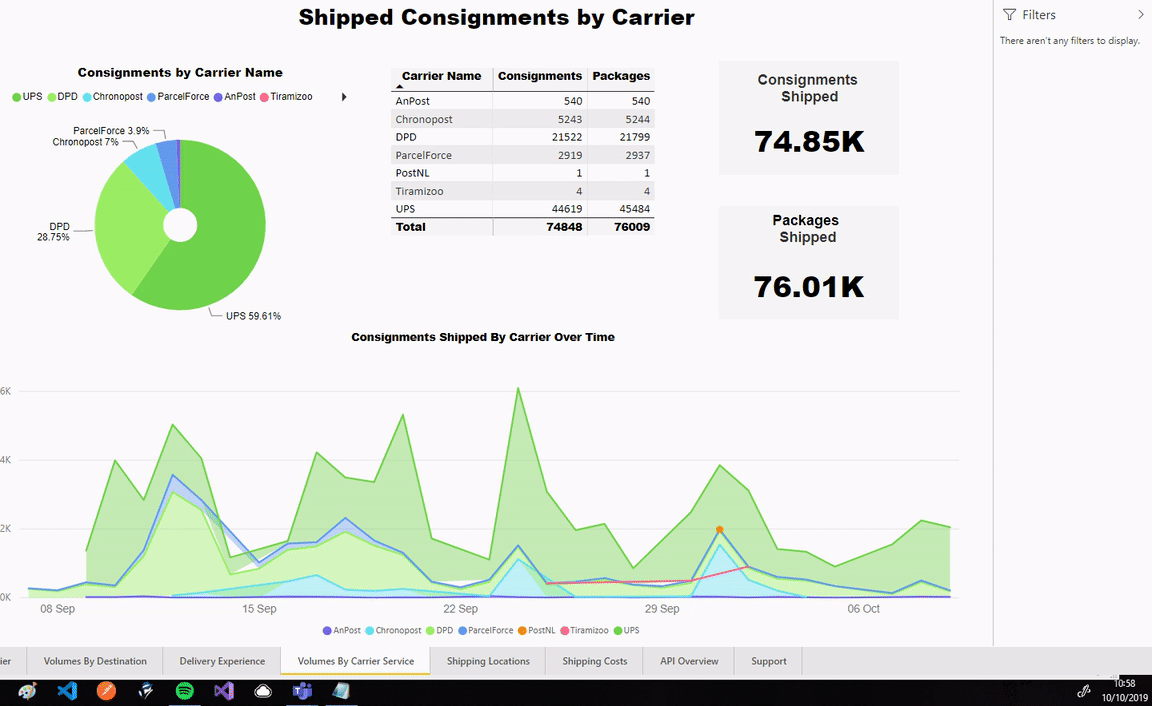 Shipped Consignments by Carrier
Filters
There aren't any filters to display.
Consignments by Carrier Name
UPS DPD Chronopost ParcelForce AnPost Tiramizoo
ParcelForce 3.9%
Chronopost 7%
DPD
28.75%
UPS 59.61%
Carrier Name Consignments Packages
AnPost 540 540
Chronopost 5243 5244
DPD 21522 21799
ParcelForce 2919 2937
PostNL 1 1
Tiramizoo 4 4
UPS 44619 45484
Total 74848 76009
Consignments
Shipped
74.85K
Packages
Shipped
76.01K
Consignments Shipped By Carrier Over Time
6K
4K
2K
0K
08 Sep 15 Sep 22 Sep 29 Sep 06 Oct
AnPost Chronopost DPD ParcelForce PostNL Tiramizoo UPS
ier Volumes By Destination Delivery Experience Volumes By Carrier Service Shipping Locations Shipping Costs API Overview Support
10:58
10/10/2019